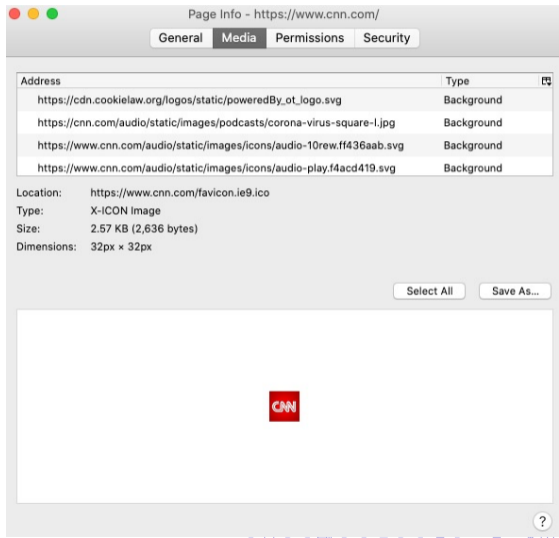 Page Info - https://www.cnn.com/
General Media Permissions Security
Address Type
https://cdn.cookielaw.org/logos/static/poweredBy_ot_logo.svg Background
https://cnn.com/audio/static/images/podcasts/corona-virus-square-l.jpg Background
https://www.cnn.com/audio/static/images/icons/audio-10rew.ff436aab.svg Background
https://www.cnn.com/audio/static/images/icons/audio-play.f4acd419.svg Background
Location: https://www.cnn.com/favicon.ie9.ico
Type: X-ICON Image
Size: 2.57 KB (2,636 bytes)
Dimensions: 32px × 32px
Select All Save As...
CNN
?